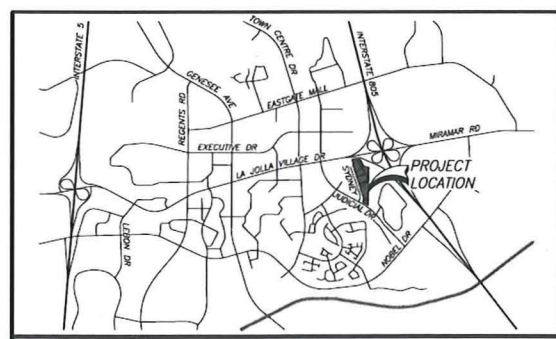 INTERSTATE 5
REGENTS RD
GENESEE AVE
TOWN CENTRE DR
EASTGATE MALL
INTERSTATE 805
MIRAMAR RD
EXECUTIVE DR
LA JOLLA VILLAGE DR
SYDNEY
PROJECT
LOCATION
JUDICIAL DR
LEBON DR
NOBEL DR